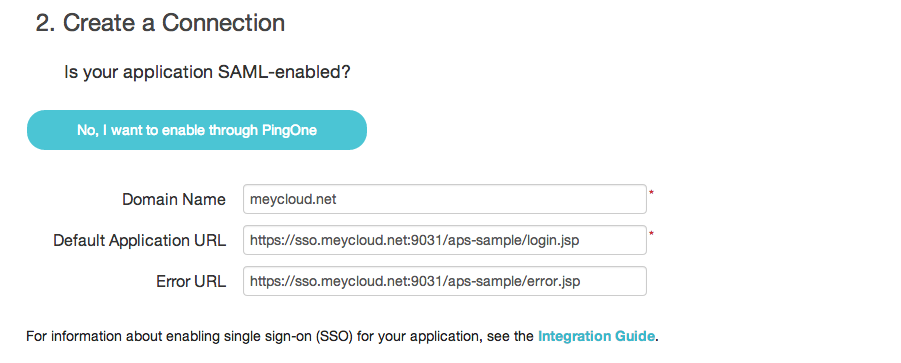 2. Create a Connection
Is your application SAML-enabled?
No, I want to enable through PingOne
Domain Name meycloud.net *
Default Application URL https://sso.meycloud.net:9031/aps-sample/login.jsp *
Error URL https://sso.meycloud.net:9031/aps-sample/error.jsp
For information about enabling single sign-on (SSO) for your application, see the Integration Guide.